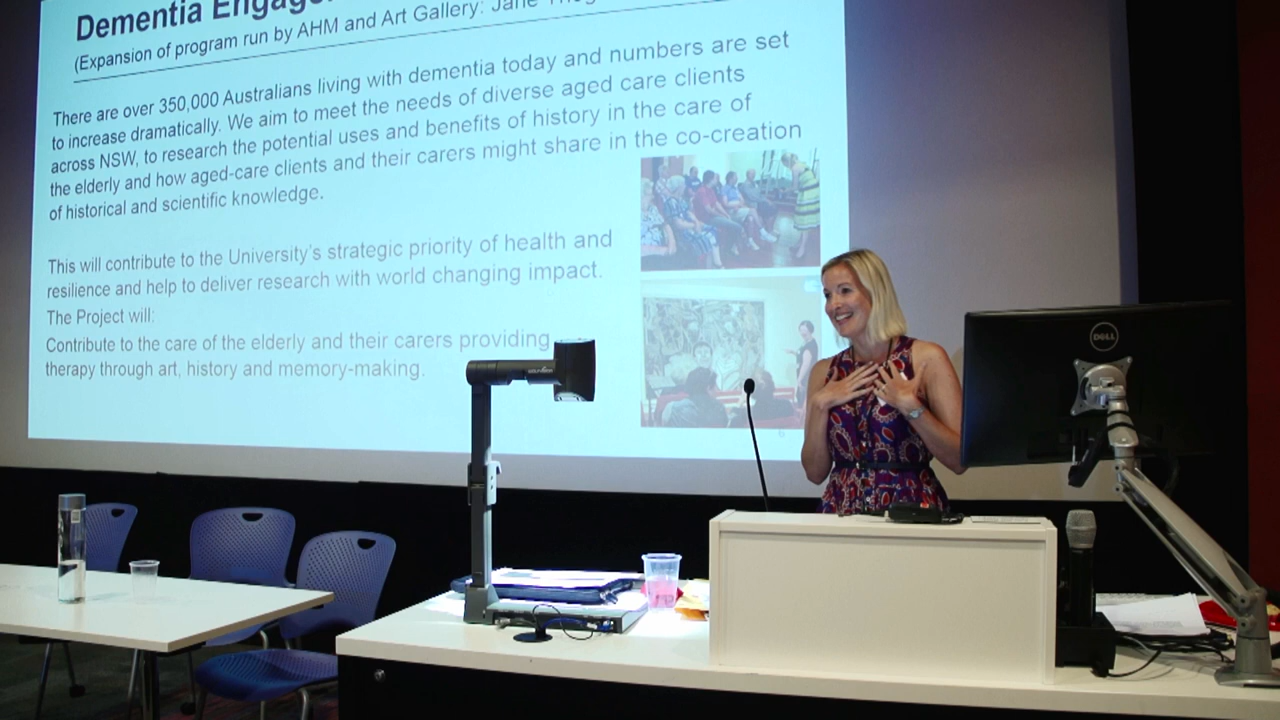 Dementia
(Expansion of program run by AHM and Art Gallery: Jane
There are over 350,000 Australians living with dementia today and numbers are set
to increase dramatically. We aim to meet the needs of diverse aged care clients
across NSW, to research the potential uses and benefits of history in the care of
the elderly and how aged-care clients and their carers might share in the co-creation
of historical and scientific knowledge.
This will contribute to the University's strategic priority of health and
resilience and help to deliver research with world changing impact.
The Project will:
Contribute to the care of the elderly and their carers providing
therapy through art, history and memory-making.
6
DELL